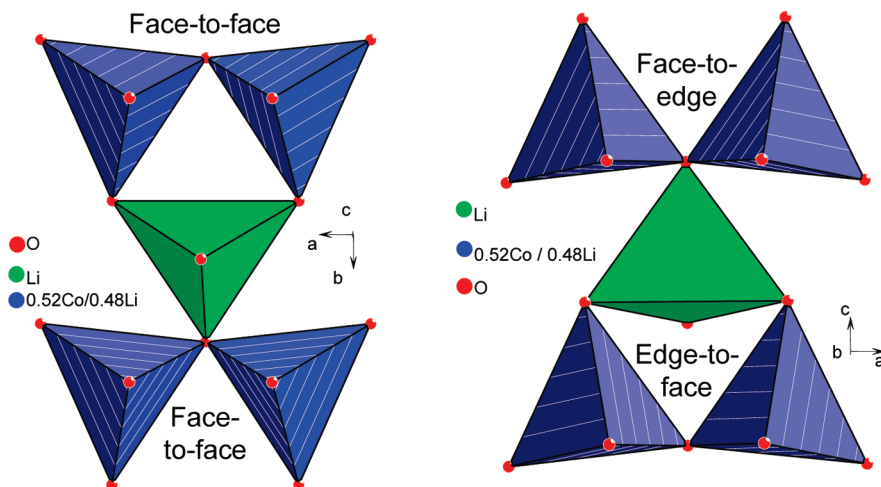 Face-to-face
c
a
b
O
Li
0.52Co/0.48Li
Face-
to-face
Face-to-
edge
Li
0.52Co / 0.48Li
O
c
b
a
Edge-to-
face